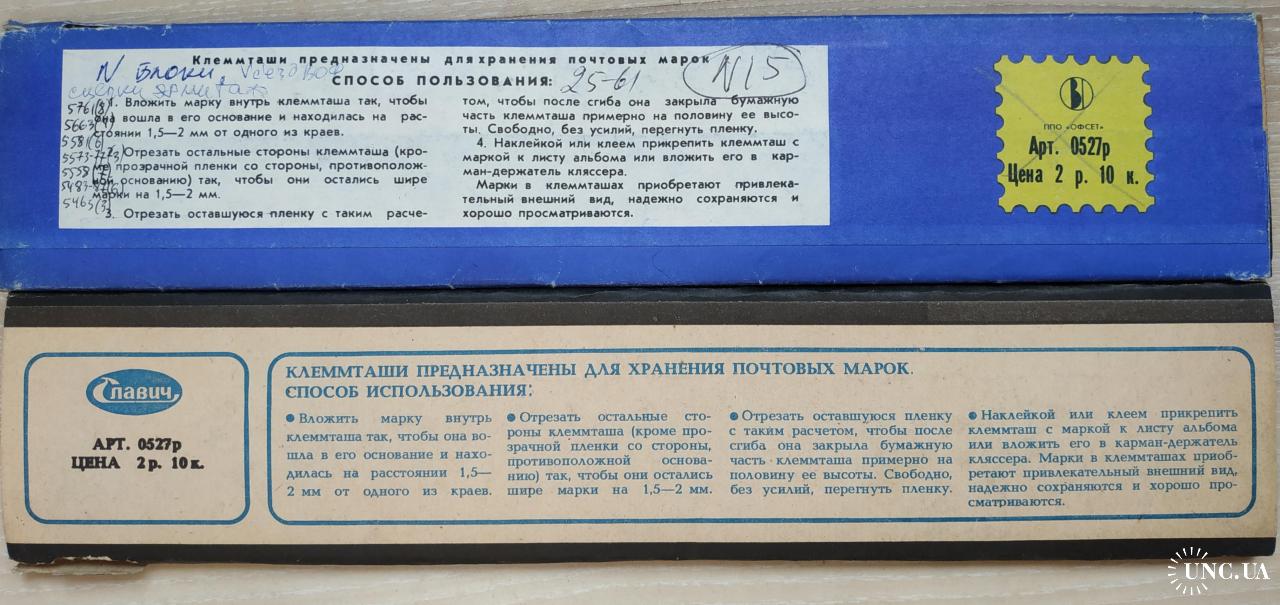 Клеммташи предназначены для хранения почтовых марок
СПОСОБ ПОЛЬЗОВАНИЯ:
N Блоки,
25-61
N15
5761(8)
5663(7)
5581(6)
5463(3)
1. Вложить марку внутрь клеммташа так, чтобы
она вошла в его основание и находилась на рас-
стоянии 1,5—2 мм от одного из краев.
2. Отрезать остальные стороны клеммташа (кро-
ме прозрачной пленки со стороны, противополож-
ной основанию) так, чтобы они остались шире
марки на 1,5—2 мм.
3. Отрезать оставшуюся пленку с таким расче-
том, чтобы после сгиба она закрыла бумажную
часть клеммташа примерно на половину ее высо-
ты. Свободно, без усилий, перегнуть пленку.
4. Наклейкой или клеем прикрепить клеммташ с
маркой к листу альбома или вложить его в кар-
ман-держатель кляссера.
Марки в клеммташах приобретают привлека-
тельный внешний вид, надежно сохраняются и
хорошо просматриваются.
ППО «ОФСЕТ»
Арт. 0527р
Цена 2 р. 10 к.
Славич
АРТ. 0527р
ЦЕНА 2 р. 10 к.
КЛЕММТАШИ ПРЕДНАЗНАЧЕНЫ ДЛЯ ХРАНЕНИЯ ПОЧТОВЫХ МАРОК.
СПОСОБ ИСПОЛЬЗОВАНИЯ:
● Вложить марку внутрь
клеммташа так, чтобы она во-
шла в его основание и нахо-
дилась на расстоянии 1,5—
2 мм от одного из краев.
● Отрезать остальные сто-
роны клеммташа (кроме про-
зрачной пленки со стороны,
противоположной основа-
нию) так, чтобы они остались
шире марки на 1,5—2 мм.
● Отрезать оставшуюся пленку
с таким расчетом, чтобы после
сгиба она закрыла бумажную
часть клеммташа примерно на
половину ее высоты. Свободно,
без усилий, перегнуть пленку.
● Наклейкой или клеем прикрепить
клеммташ с маркой к листу альбома
или вложить его в карман-держатель
кляссера. Марки в клеммташах приоб-
ретают привлекательный внешний вид,
надежно сохраняются и хорошо про-
сматриваются.
UNC.UA